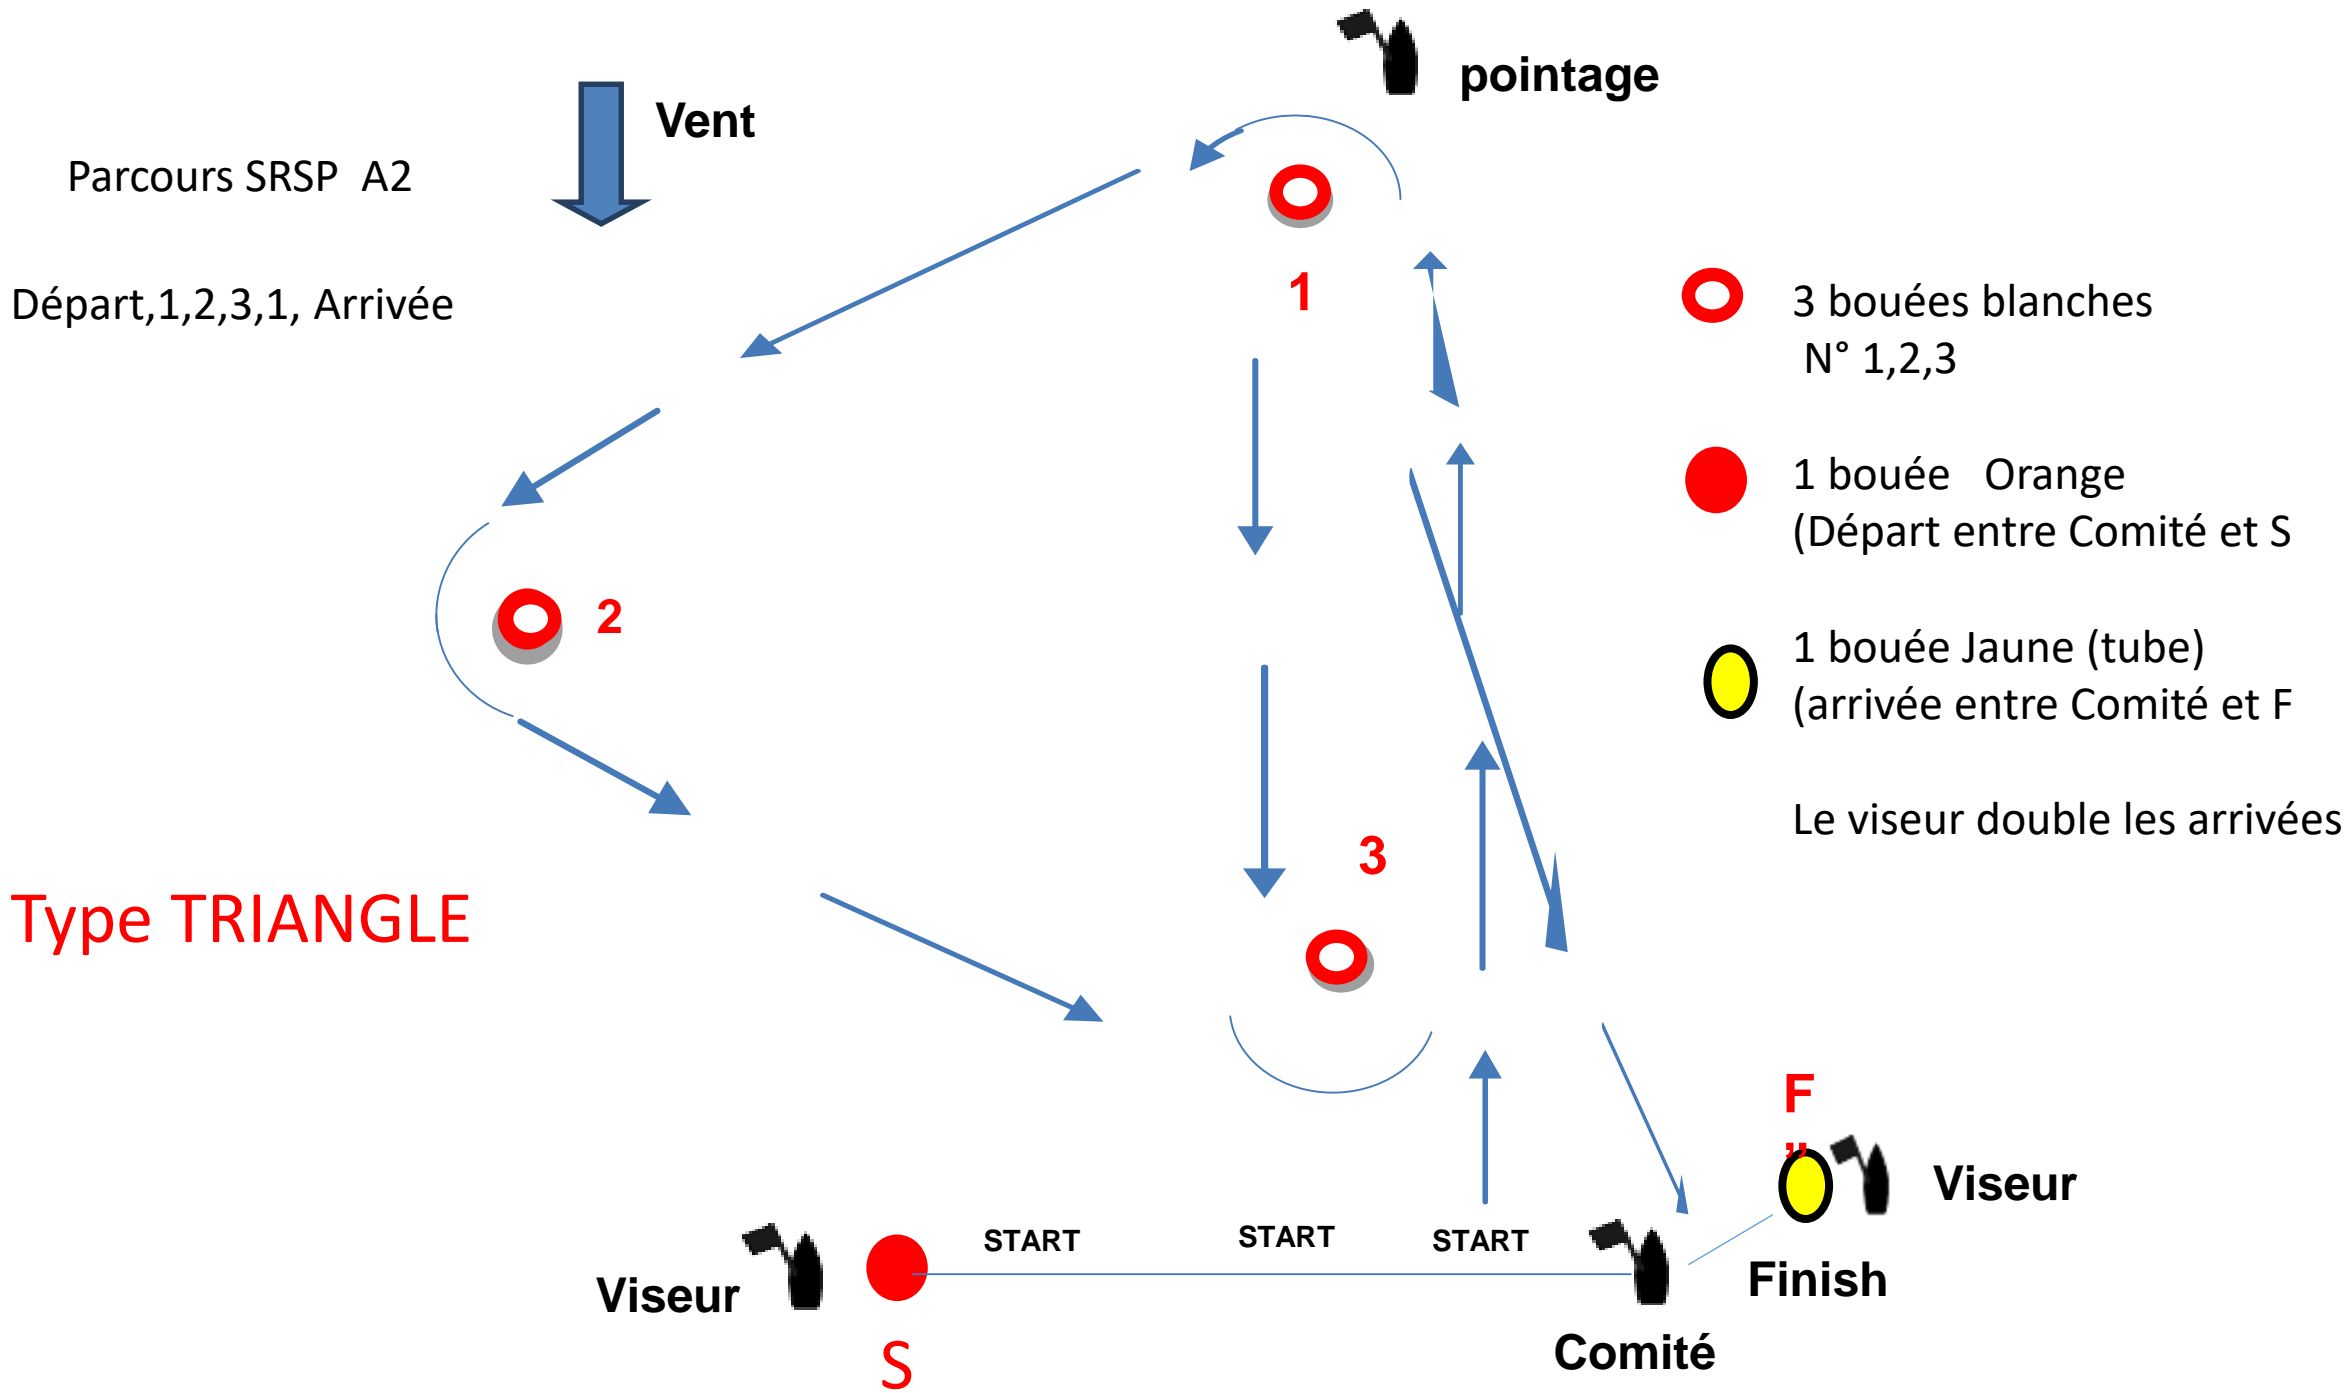 pointage
Vent
Parcours SRSP A2
Départ,1,2,3,1, Arrivée
1
3 bouées blanches
N° 1,2,3
1 bouée Orange
(Départ entre Comité et S
2
1 bouée Jaune (tube)
(arrivée entre Comité et F
Le viseur double les arrivées
3
Type TRIANGLE
F
”
Viseur
START
START
START
Viseur
Finish
Comité
S